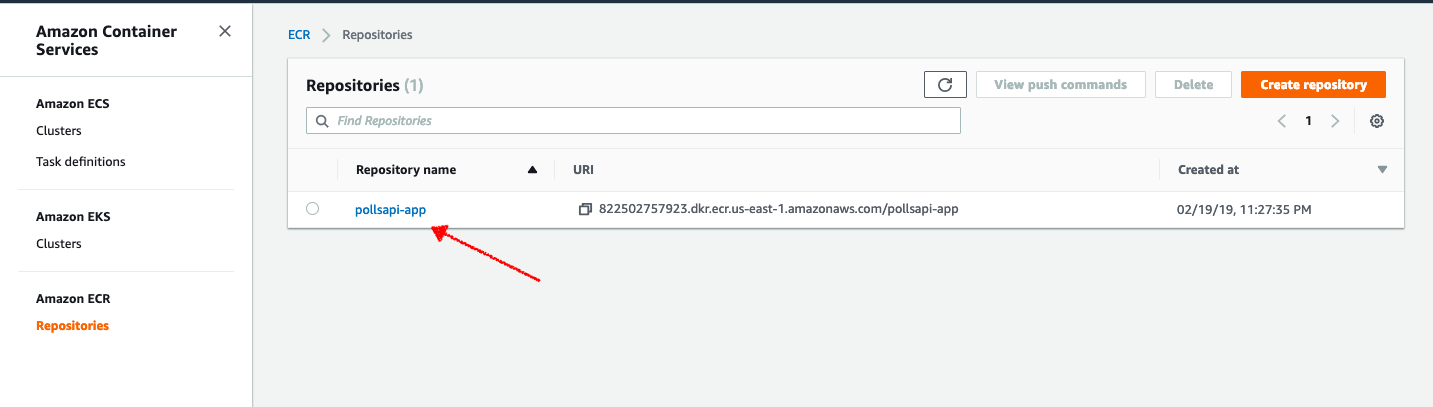 Amazon Container
Services
Amazon ECS
Clusters
Task definitions
Amazon EKS
Clusters
Amazon ECR
Repositories
ECR > Repositories
Repositories (1)
View push commands
Delete
Create repository
Find Repositories
1
Repository name
URI
Created at
pollsapi-app
822502757923.dkr.ecr.us-east-1.amazonaws.com/pollsapi-app
02/19/19, 11:27:35 PM